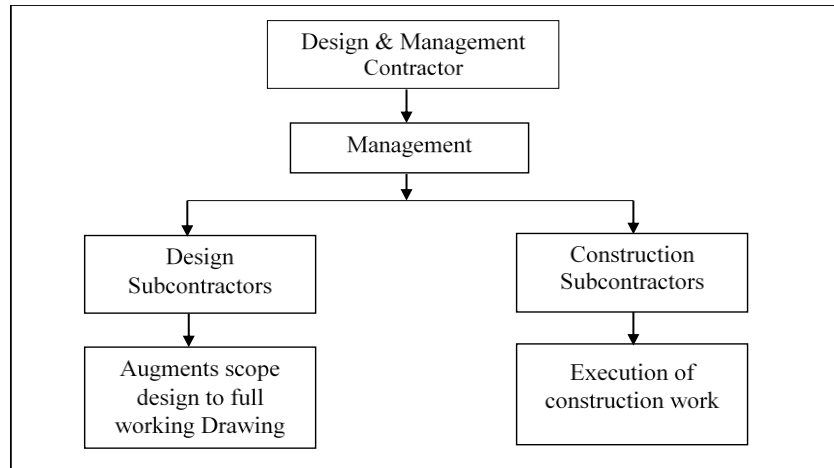 Design & Management
Contractor
Management
Design
Subcontractors
Construction
Subcontractors
Augments scope
design to full
working Drawing
Execution of
construction work